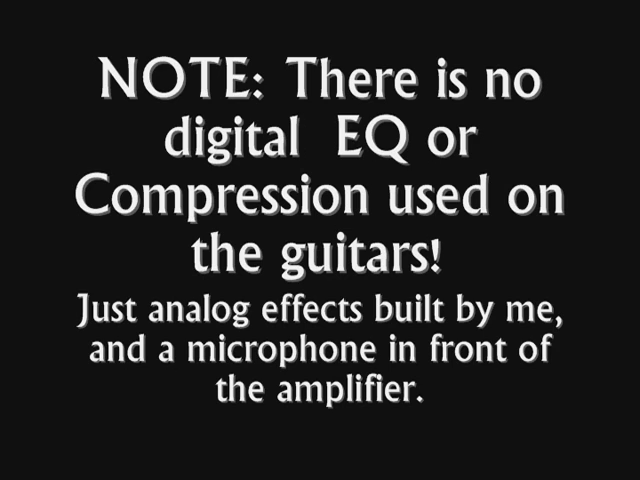 NOTE: There is no
digital EQ or
Compression used on
the guitars!
Just analog effects built by me,
and a microphone in front of
the amplifier.